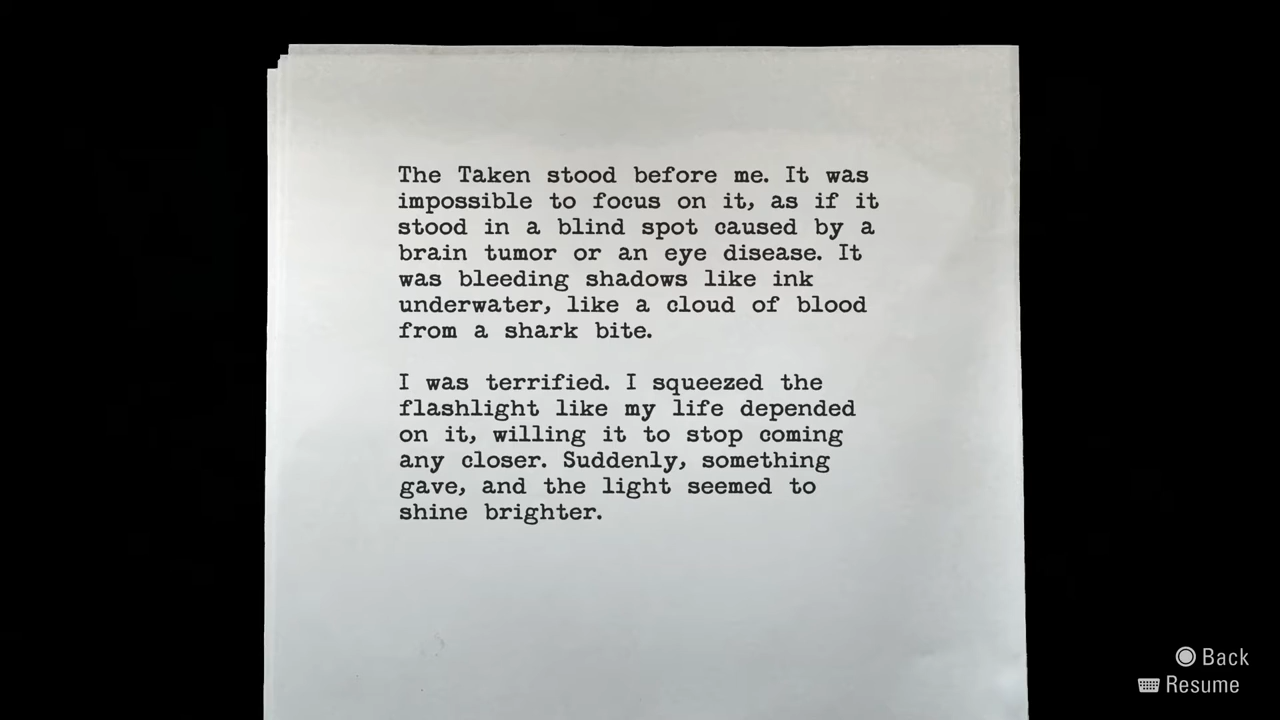 The Taken stood before me. It was
impossible to focus on it, as if it
stood in a blind spot caused by a
brain tumor or an eye disease. It
was bleeding shadows like ink
underwater, like a cloud of blood
from a shark bite.
I was terrified. I squeezed the
flashlight like my life depended
on it, willing it to stop coming
any closer. Suddenly, something
gave, and the light seemed to
shine brighter.
Back
Resume